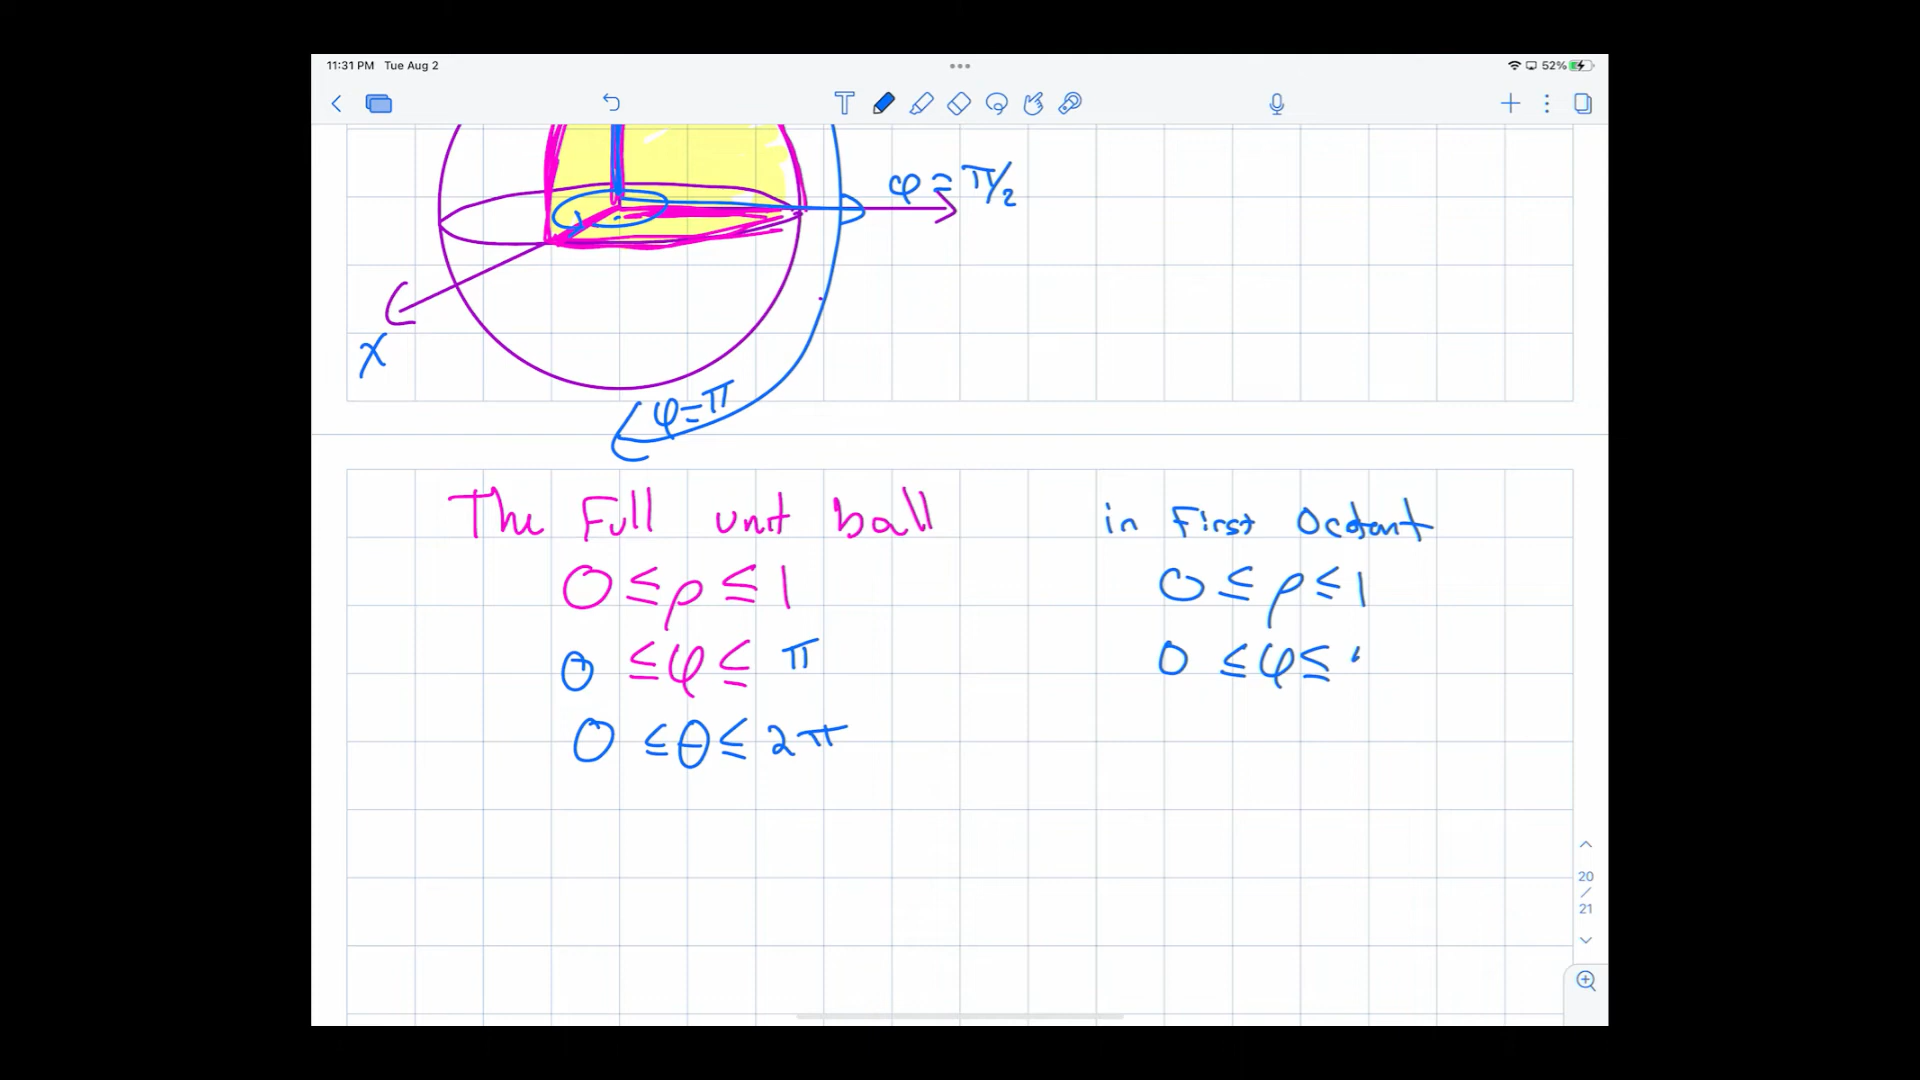 11:31 PM Tue Aug 2
52%
φ = π/2
x
φ = π
The Full unit ball
0 ≤ ρ ≤ 1
0 ≤ φ ≤ π
0 ≤ θ ≤ 2π
in First Octant
0 ≤ ρ ≤ 1
0 ≤ φ ≤
20
/
21